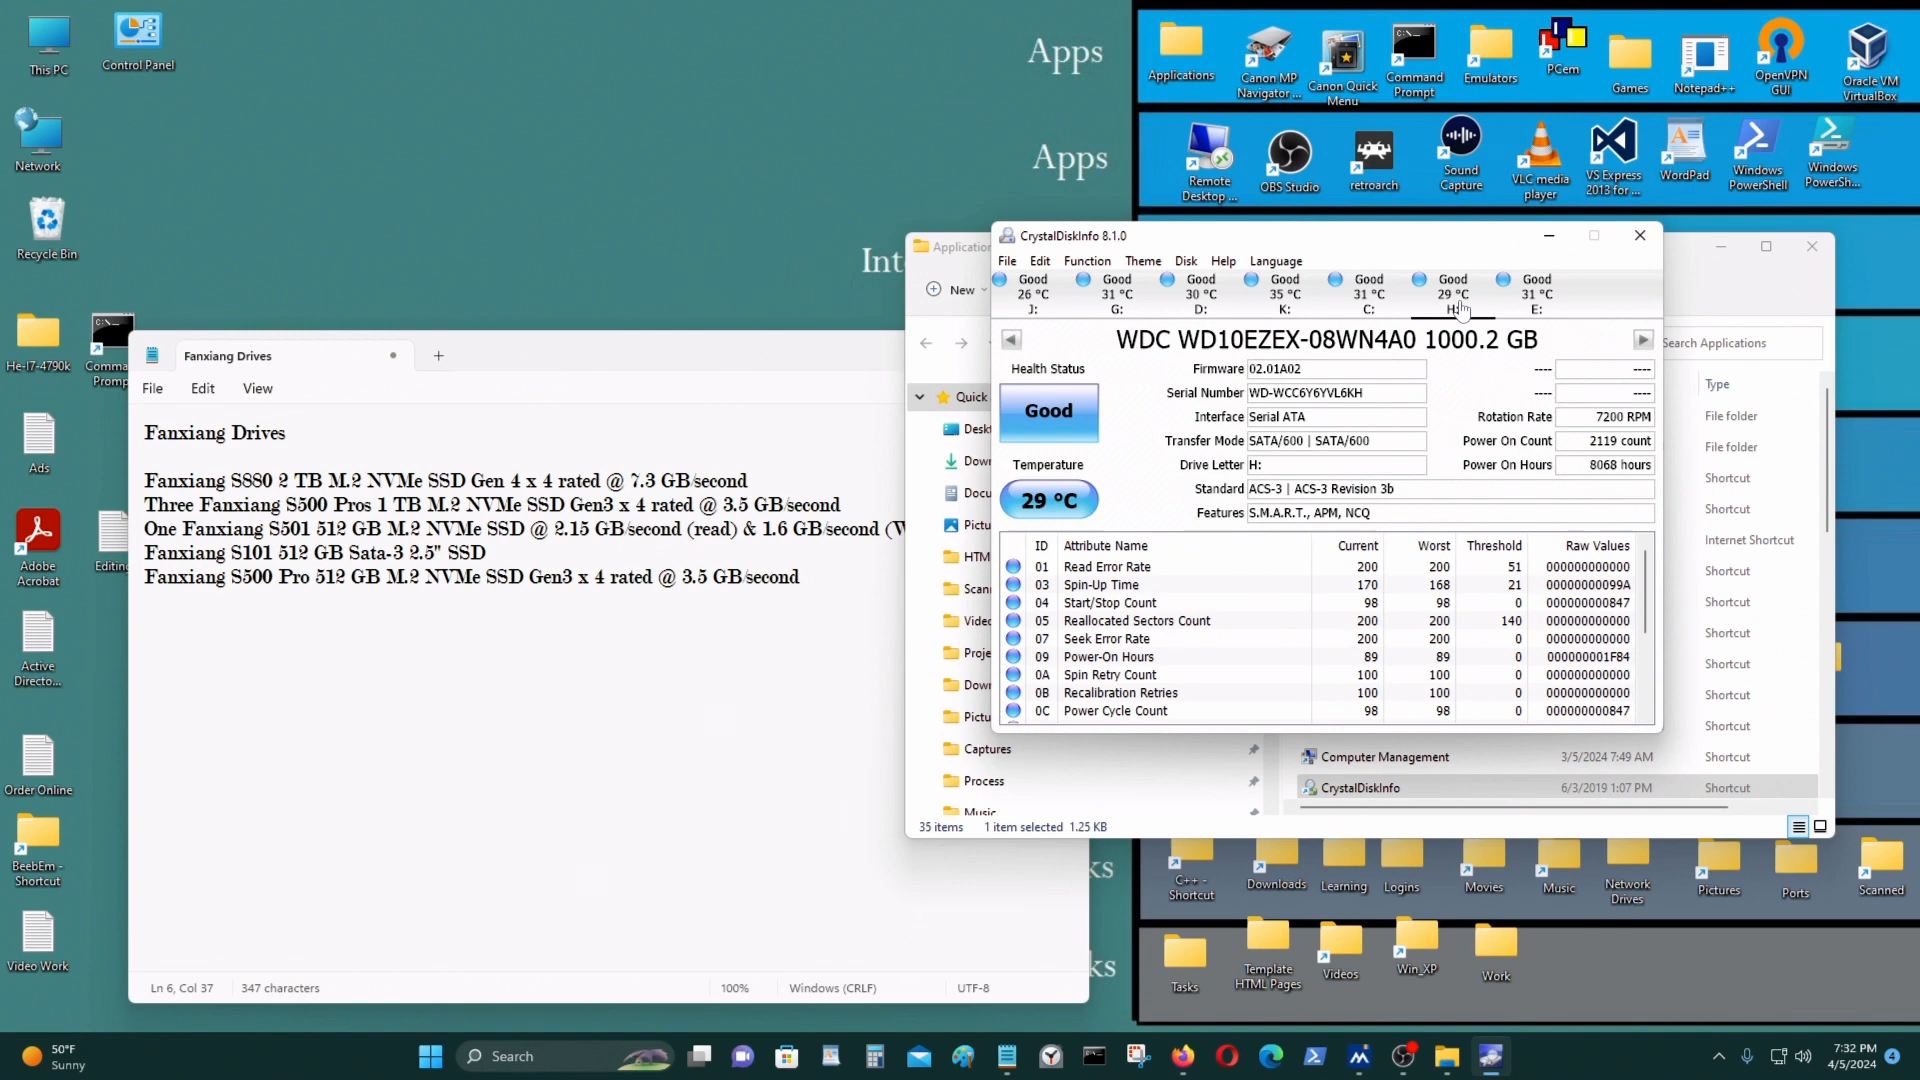 This PC
Control Panel
Network
Recycle Bin
He-I7-4790k
Comma
Promp
Ads
Adobe
Acrobat
Editing
Active
Directo...
Order Online
BeebEm -
Shortcut
Video Work
Apps
Apps
Int
Applications
Canon MP
Navigator ...
Canon Quick
Menu
Command
Prompt
Emulators
PCem
Games
Notepad++
OpenVPN
GUI
Oracle VM
VirtualBox
Remote
Desktop ...
OBS Studio
retroarch
Sound
Capture
VLC media
player
VS Express
2013 for ...
WordPad
Windows
PowerShell
Windows
PowerSh...
Fanxiang Drives
File Edit View
Fanxiang Drives
Fanxiang S880 2 TB M.2 NVMe SSD Gen 4 x 4 rated @ 7.3 GB/second
Three Fanxiang S500 Pros 1 TB M.2 NVMe SSD Gen3 x 4 rated @ 3.5 GB/second
One Fanxiang S501 512 GB M.2 NVMe SSD @ 2.15 GB/second (read) & 1.6 GB/second (W
Fanxiang S101 512 GB Sata-3 2.5" SSD
Fanxiang S500 Pro 512 GB M.2 NVMe SSD Gen3 x 4 rated @ 3.5 GB/second
Ln 6, Col 37 347 characters 100% Windows (CRLF) UTF-8
Application
New
Quick
Deskt
Down
Docu
Pictu
HTM
Scann
Video
Proje
Down
Pictu
Captures
Process
Music
35 items 1 item selected 1.25 KB
Search Applications
Type
File folder
File folder
Shortcut
Shortcut
Internet Shortcut
Shortcut
Shortcut
Shortcut
Shortcut
Shortcut
Shortcut
Computer Management 3/5/2024 7:49 AM Shortcut
CrystalDiskInfo 6/3/2019 1:07 PM Shortcut
CrystalDiskInfo 8.1.0
File Edit Function Theme Disk Help Language
Good Good Good Good Good Good Good
26 °C 31 °C 30 °C 35 °C 31 °C 29 °C 31 °C
J: G: D: K: C: H: E:
WDC WD10EZEX-08WN4A0 1000.2 GB
Health Status
Good
Temperature
29 °C
Firmware 02.01A02 ---- ----
Serial Number WD-WCC6Y6YVL6KH ---- ----
Interface Serial ATA Rotation Rate 7200 RPM
Transfer Mode SATA/600 | SATA/600 Power On Count 2119 count
Drive Letter H: Power On Hours 8068 hours
Standard ACS-3 | ACS-3 Revision 3b
Features S.M.A.R.T., APM, NCQ
ID Attribute Name Current Worst Threshold Raw Values
01 Read Error Rate 200 200 51 000000000000
03 Spin-Up Time 170 168 21 00000000099A
04 Start/Stop Count 98 98 0 000000000847
05 Reallocated Sectors Count 200 200 140 000000000000
07 Seek Error Rate 200 200 0 000000000000
09 Power-On Hours 89 89 0 000000001F84
0A Spin Retry Count 100 100 0 000000000000
0B Recalibration Retries 100 100 0 000000000000
0C Power Cycle Count 98 98 0 000000000847
ks
ks
C++ -
Shortcut
Downloads
Learning
Logins
Movies
Music
Network
Drives
Pictures
Ports
Scanned
Tasks
Template
HTML Pages
Videos
Win_XP
Work
50°F
Sunny
Search
7:32 PM
4/5/2024
4